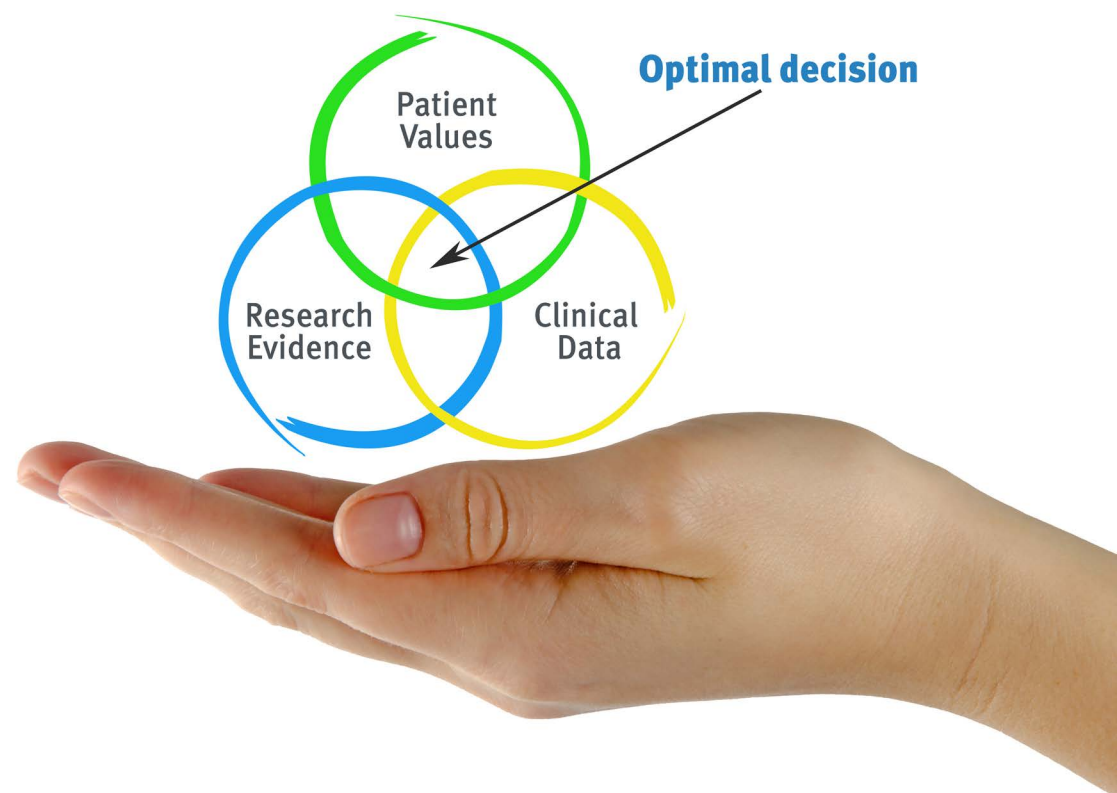 Optimal decision
Patient
Values
Research
Evidence
Clinical
Data